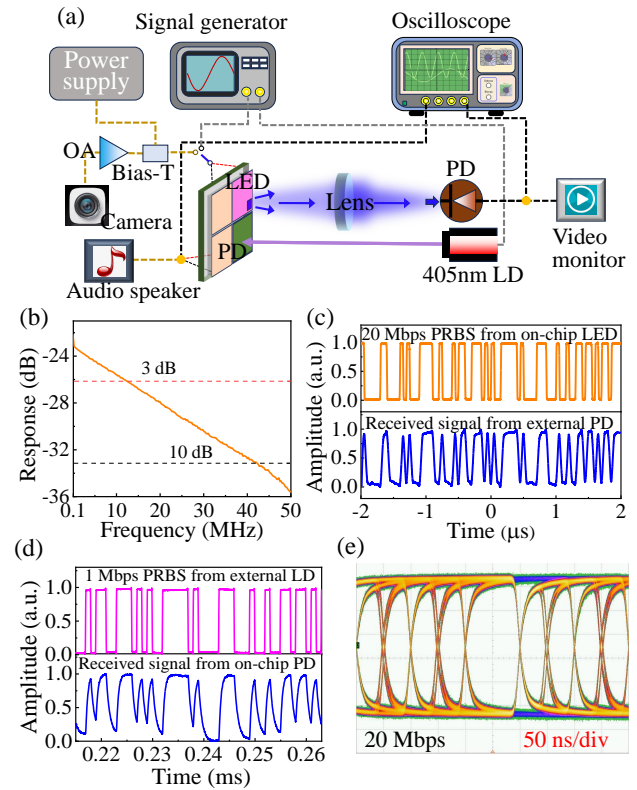 (a)
Signal generator
Oscilloscope
Power
supply
OA
Bias-T
LED
Lens
PD
Camera
PD
Video
monitor
405nm LD
Audio speaker
(b)
Response (dB)
-24
-28
-32
-36
3 dB
10 dB
0.1 10 20 30 40 50
Frequency (MHz)
(c)
Amplitude (a.u.)
20 Mbps PRBS from on-chip LED
1.0
0.5
0.0
Received signal from external PD
1.0
0.5
0.0
-2 -1 0 1 2
Time (μs)
(d)
Amplitude (a.u.)
1 Mbps PRBS from external LD
1.0
0.5
0.0
Received signal from on-chip PD
1.0
0.5
0.0
0.22 0.23 0.24 0.25 0.26
Time (ms)
(e)
20 Mbps 50 ns/div